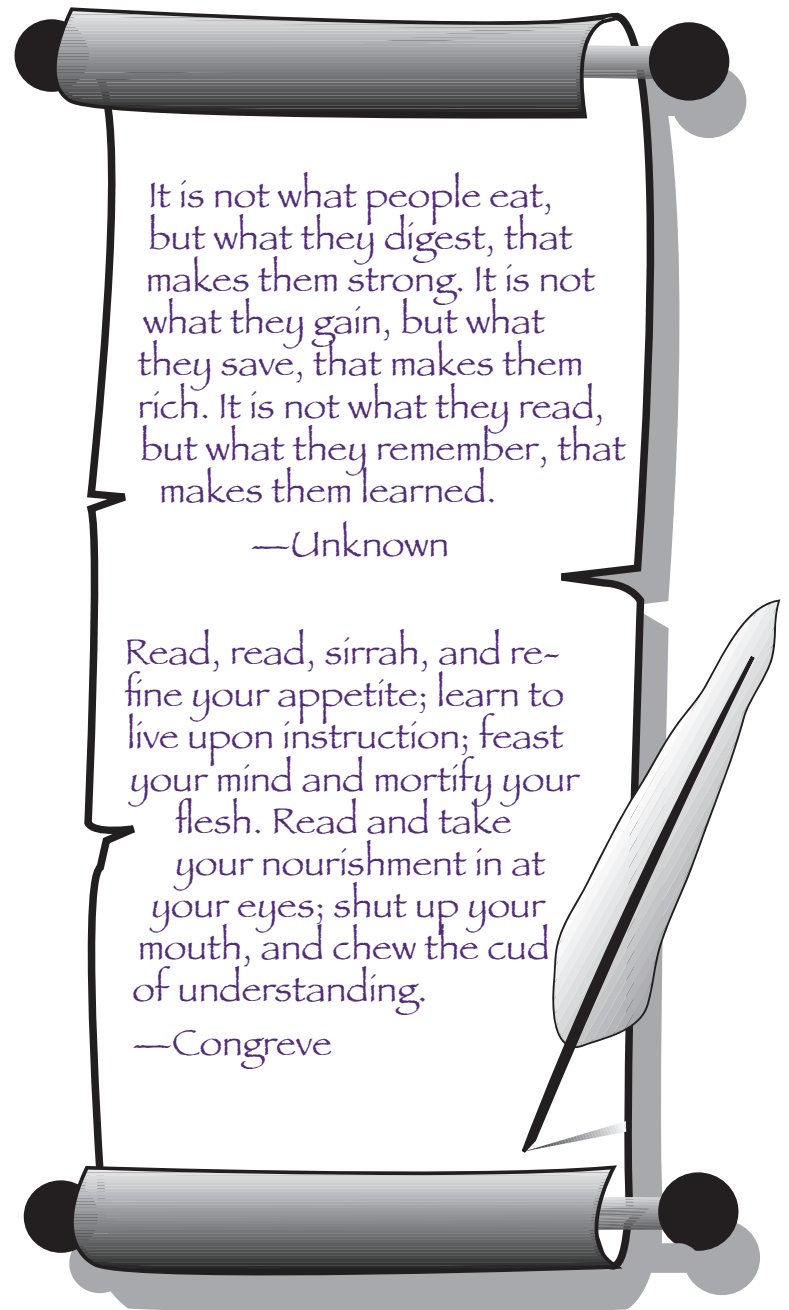 It is not what people eat,
but what they digest, that
makes them strong. It is not
what they gain, but what
they save, that makes them
rich. It is not what they read,
but what they remember, that
makes them learned.
—Unknown
Read, read, sirrah, and re-
fine your appetite; learn to
live upon instruction; feast
your mind and mortify your
flesh. Read and take
your nourishment in at
your eyes; shut up your
mouth, and chew the cud
of understanding.
—Congreve